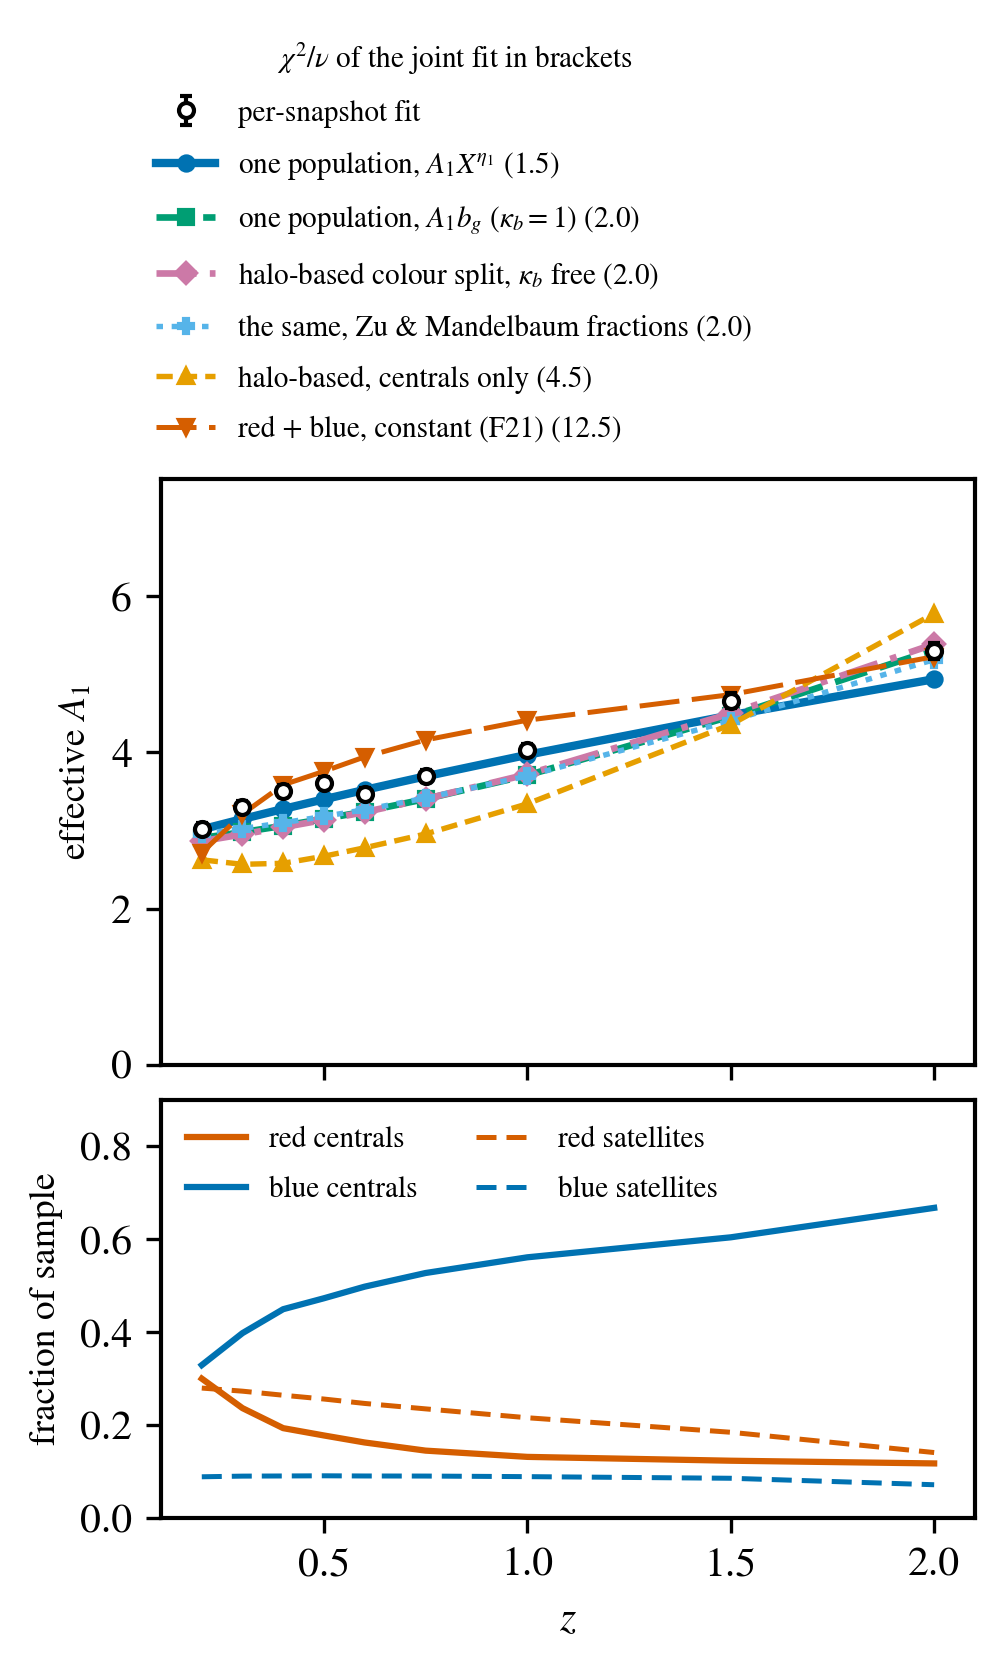 χ²/ν of the joint fit in brackets
per-snapshot fit
one population, A₁X^η₁ (1.5)
one population, A₁b_g (κ_b = 1) (2.0)
halo-based colour split, κ_b free (2.0)
the same, Zu & Mandelbaum fractions (2.0)
halo-based, centrals only (4.5)
red + blue, constant (F21) (12.5)
effective A₁
6
4
2
0
red centrals
red satellites
blue centrals
blue satellites
fraction of sample
0.8
0.6
0.4
0.2
0.0
0.5 1.0 1.5 2.0
z